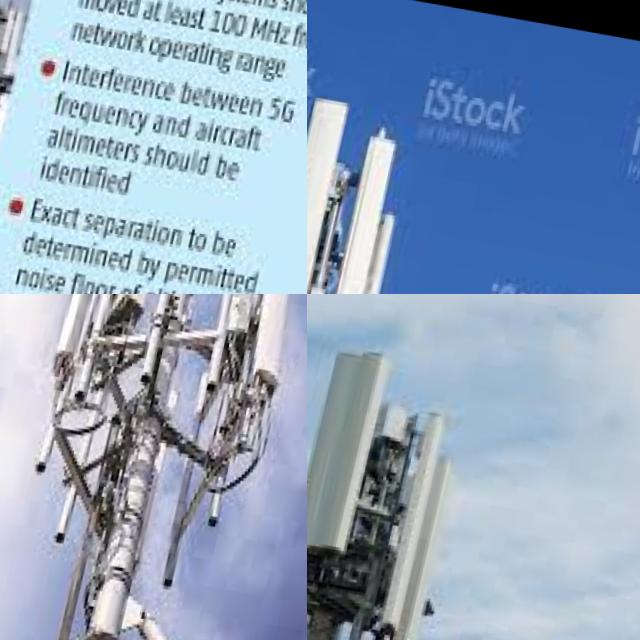 moved at least 100 MHz
network operating range
Interference between 5G
frequency and aircraft
altimeters should be
identified
Exact separation to be
determined by permitted
noise floor of
iStock